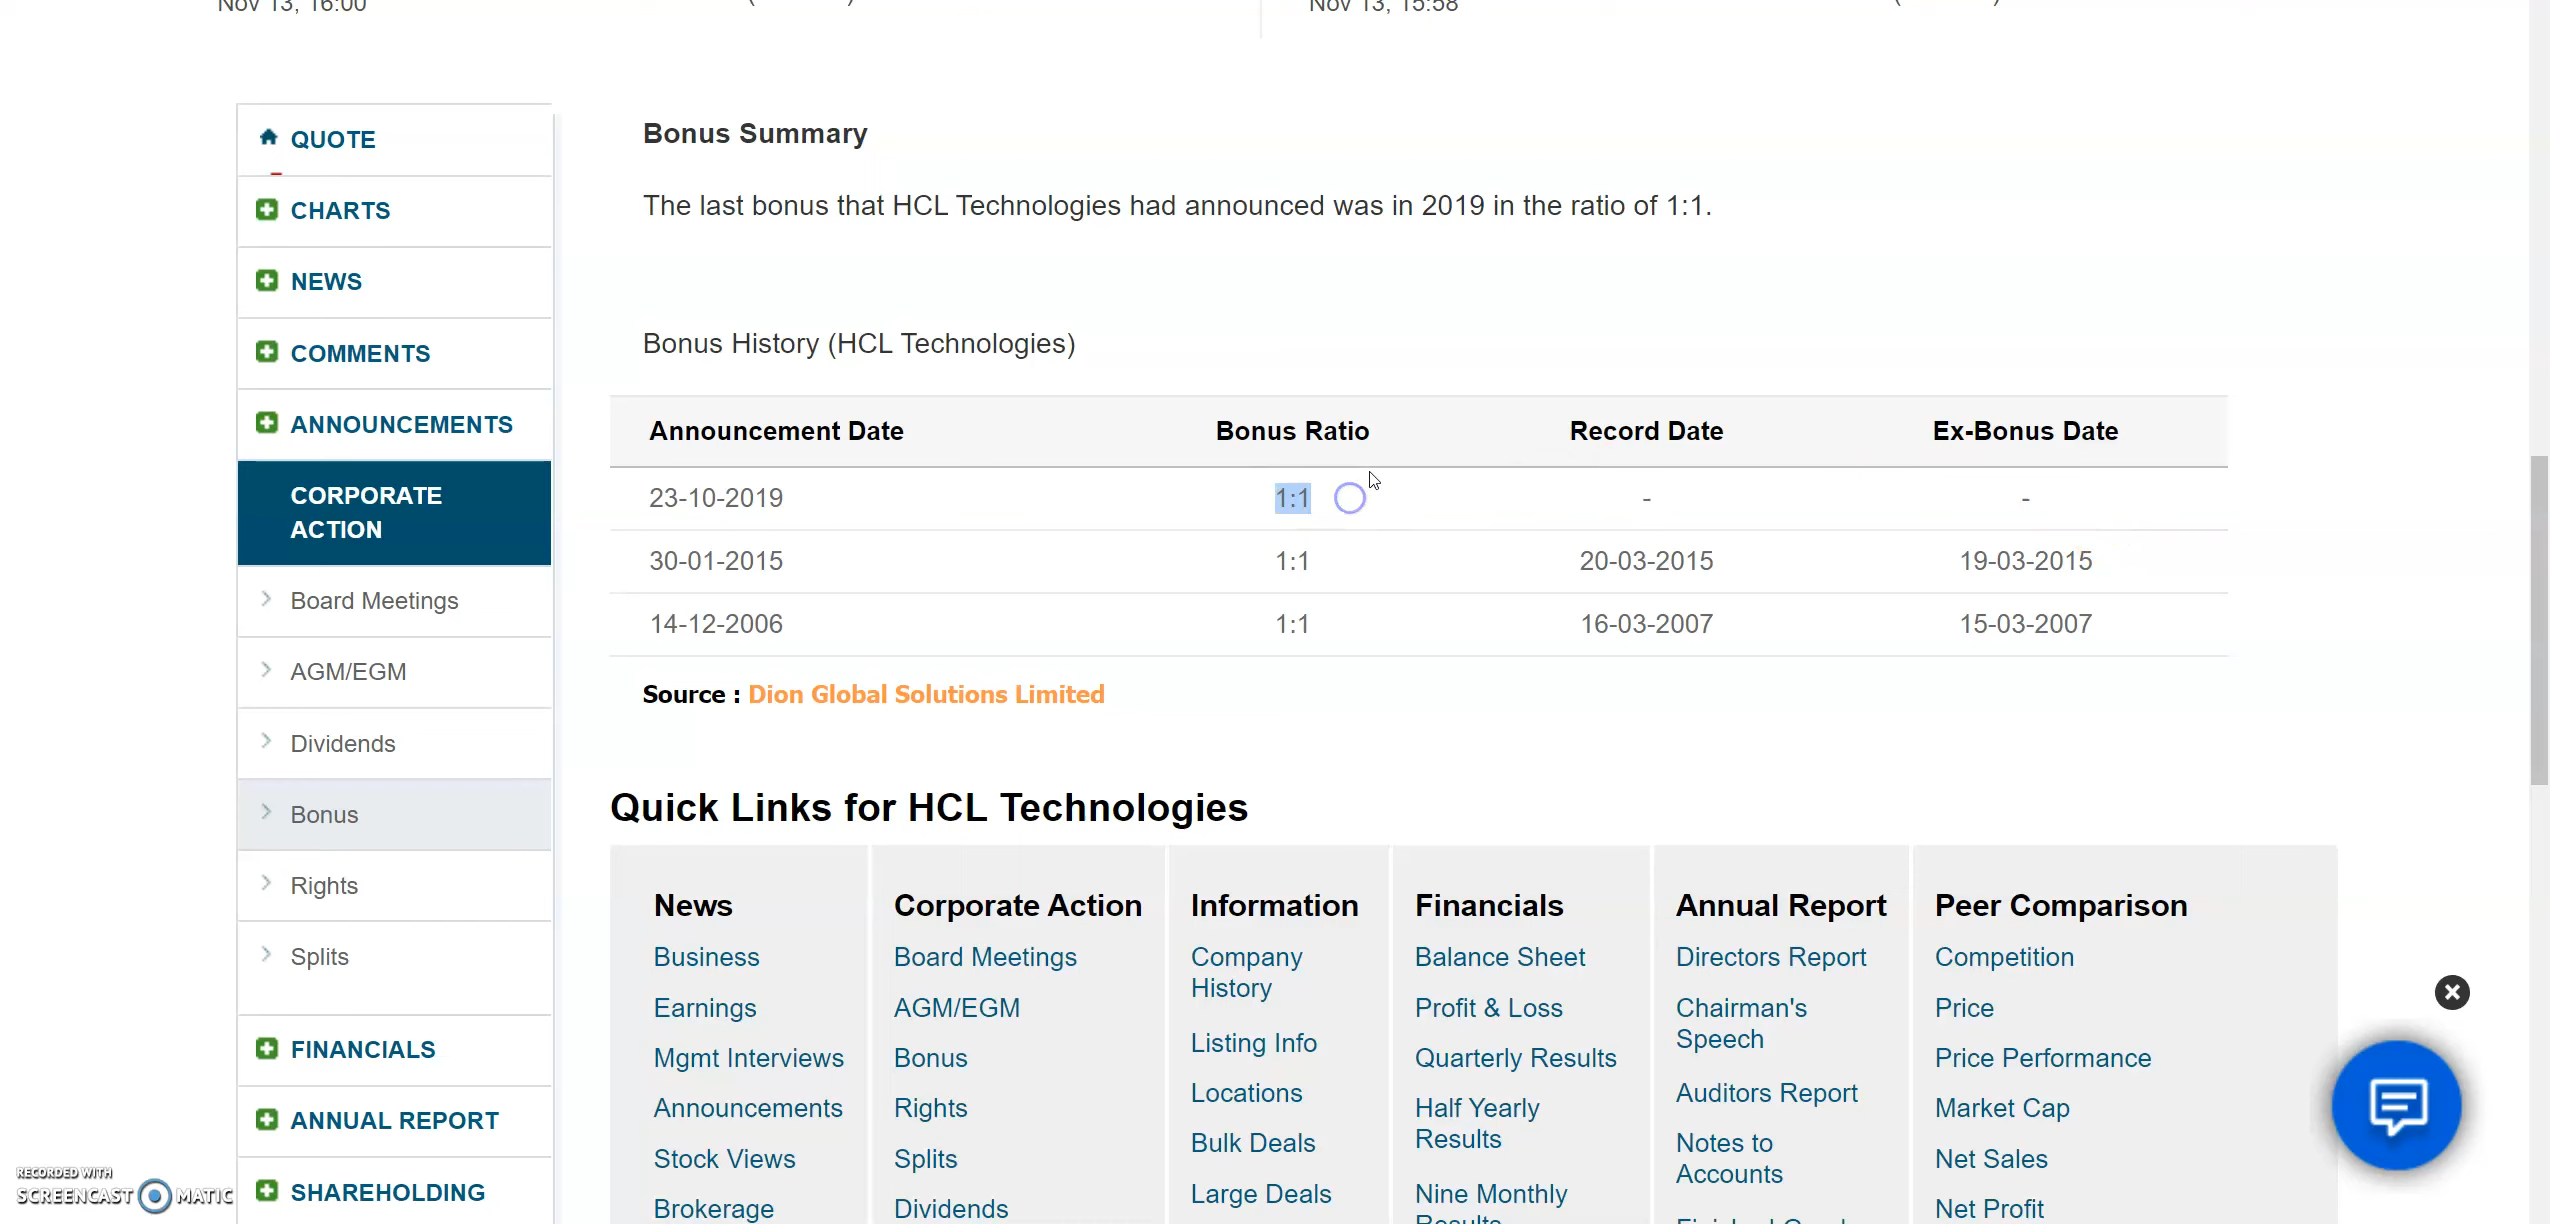 Nov 13, 16:00
Nov 13, 15:58
QUOTE
CHARTS
NEWS
COMMENTS
ANNOUNCEMENTS
CORPORATE
ACTION
Board Meetings
AGM/EGM
Dividends
Bonus
Rights
Splits
FINANCIALS
ANNUAL REPORT
SHAREHOLDING
Bonus Summary
The last bonus that HCL Technologies had announced was in 2019 in the ratio of 1:1.
Bonus History (HCL Technologies)
Announcement Date Bonus Ratio Record Date Ex-Bonus Date
23-10-2019 1:1 - -
30-01-2015 1:1 20-03-2015 19-03-2015
14-12-2006 1:1 16-03-2007 15-03-2007
Source : Dion Global Solutions Limited
Quick Links for HCL Technologies
News
Business
Earnings
Mgmt Interviews
Announcements
Stock Views
Brokerage
Corporate Action
Board Meetings
AGM/EGM
Bonus
Rights
Splits
Dividends
Information
Company
History
Listing Info
Locations
Bulk Deals
Large Deals
Financials
Balance Sheet
Profit & Loss
Quarterly Results
Half Yearly
Results
Nine Monthly
Results
Annual Report
Directors Report
Chairman's
Speech
Auditors Report
Notes to
Accounts
Peer Comparison
Competition
Price
Price Performance
Market Cap
Net Sales
Net Profit
RECORDED WITH
SCREENCAST MATIC